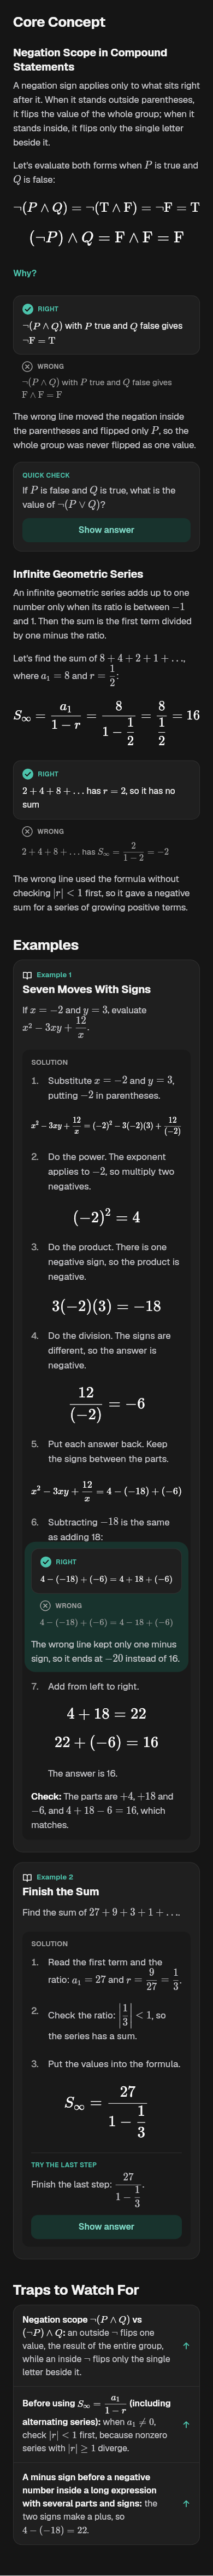 Core Concept
Negation Scope in Compound
Statements
A negation sign applies only to what sits right
after it. When it stands outside parentheses,
it flips the value of the whole group; when it
stands inside, it flips only the single letter
beside it.
Let's evaluate both forms when P is true and
Q is false:
¬(P ∧ Q) = ¬(T ∧ F) = ¬F = T
(¬P) ∧ Q = F ∧ F = F
Why?
RIGHT
¬(P ∧ Q) with P true and Q false gives
¬F = T
WRONG
¬(P ∧ Q) with P true and Q false gives
F ∧ F = F
The wrong line moved the negation inside
the parentheses and flipped only P, so the
whole group was never flipped as one value.
QUICK CHECK
If P is false and Q is true, what is the
value of ¬(P ∨ Q)?
Show answer
Infinite Geometric Series
An infinite geometric series adds up to one
number only when its ratio is between −1
and 1. Then the sum is the first term divided
by one minus the ratio.
Let's find the sum of 8 + 4 + 2 + 1 + …,
where a₁ = 8 and r = 1/2:
S∞ = a₁/(1 − r) = 8/(1 − 1/2) = 8/(1/2) = 16
RIGHT
2 + 4 + 8 + … has r = 2, so it has no
sum
WRONG
2 + 4 + 8 + … has S∞ = 2/(1 − 2) = −2
The wrong line used the formula without
checking |r| < 1 first, so it gave a negative
sum for a series of growing positive terms.
Examples
Example 1
Seven Moves With Signs
If x = −2 and y = 3, evaluate
x² − 3xy + 12/x.
SOLUTION
1. Substitute x = −2 and y = 3,
putting −2 in parentheses.
x² − 3xy + 12/x = (−2)² − 3(−2)(3) + 12/(−2)
2. Do the power. The exponent
applies to −2, so multiply two
negatives.
(−2)² = 4
3. Do the product. There is one
negative sign, so the product is
negative.
3(−2)(3) = −18
4. Do the division. The signs are
different, so the answer is
negative.
12/(−2) = −6
5. Put each answer back. Keep
the signs between the parts.
x² − 3xy + 12/x = 4 − (−18) + (−6)
6. Subtracting −18 is the same
as adding 18:
RIGHT
4 − (−18) + (−6) = 4 + 18 + (−6)
WRONG
4 − (−18) + (−6) = 4 − 18 + (−6)
The wrong line kept only one minus
sign, so it ends at −20 instead of 16.
7. Add from left to right.
4 + 18 = 22
22 + (−6) = 16
The answer is 16.
Check: The parts are +4, +18 and
−6, and 4 + 18 − 6 = 16, which
matches.
Example 2
Finish the Sum
Find the sum of 27 + 9 + 3 + 1 + ….
SOLUTION
1. Read the first term and the
ratio: a₁ = 27 and r = 9/27 = 1/3.
2. Check the ratio: |1/3| < 1, so
the series has a sum.
3. Put the values into the formula.
S∞ = 27/(1 − 1/3)
TRY THE LAST STEP
Finish the last step: 27/(1 − 1/3).
Show answer
Traps to Watch For
Negation scope ¬(P ∧ Q) vs
(¬P) ∧ Q: an outside ¬ flips one
value, the result of the entire group,
while an inside ¬ flips only the single
letter beside it.
↑
Before using S∞ = a₁/(1 − r) (including
alternating series): when a₁ ≠ 0,
check |r| < 1 first, because nonzero
series with |r| ≥ 1 diverge.
↑
A minus sign before a negative
number inside a long expression
with several parts and signs: the
two signs make a plus, so
4 − (−18) = 22.
↑